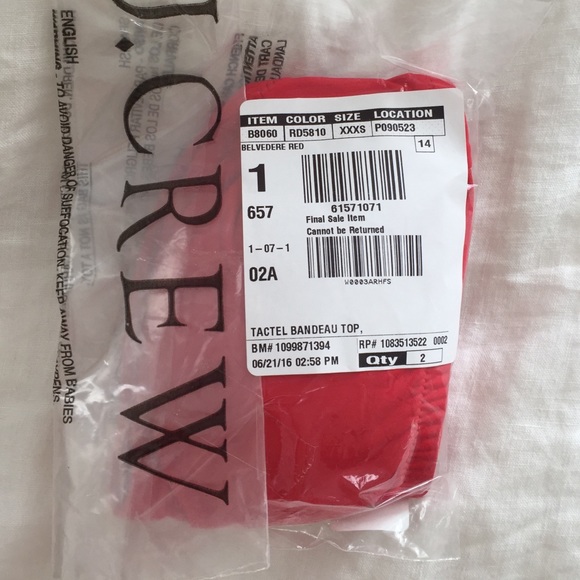 J.CREW
ENGLISH
TO AVOID DANGER OF SUFFOCATION, KEEP AWAY FROM BABIES
ITEM COLOR SIZE LOCATION
B8060 RD5810 XXXS P090523
BELVEDERE RED 14
1
657 61571071
Final Sale Item
Cannot be Returned
1-07-1
02A
W0003ARHFS
TACTEL BANDEAU TOP,
BM# 1099871394 RP# 1083513522 0002
06/21/16 02:58 PM Qty 2